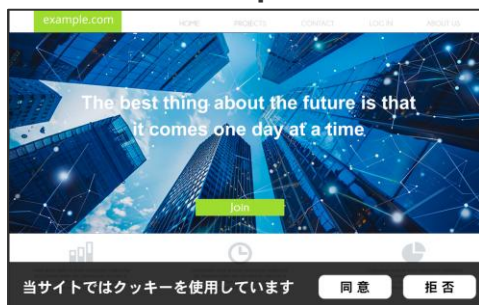 example.com
HOME PROJECTS CONTACT LOG IN ABOUT US
The best thing about the future is that
it comes one day at a time
Join
当サイトではクッキーを使用しています
同意 拒否